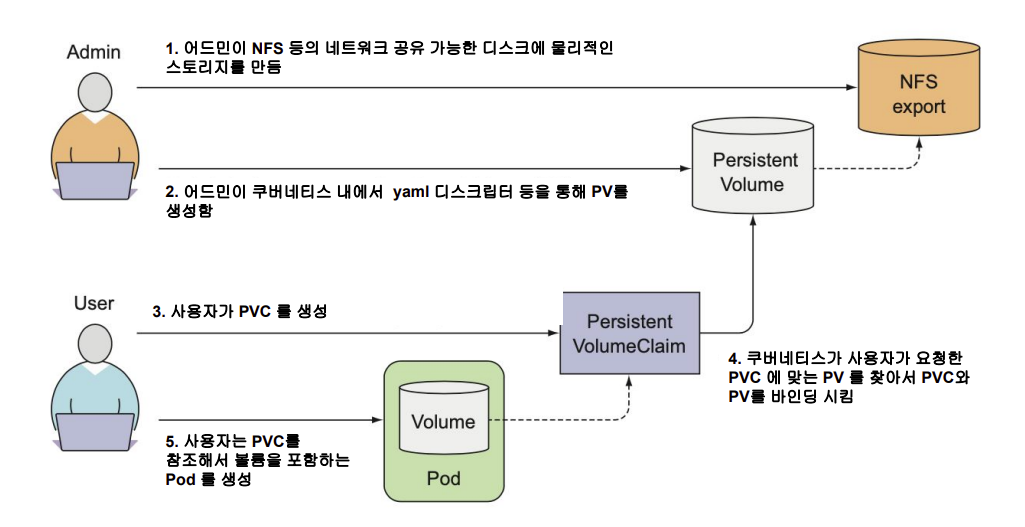 Admin
1. 어드민이 NFS 등의 네트워크 공유 가능한 디스크에 물리적인
스토리지를 만듬
NFS
export
Persistent
Volume
2. 어드민이 쿠버네티스 내에서 yaml 디스크립터 등을 통해 PV를
생성함
User
3. 사용자가 PVC 를 생성
Persistent
VolumeClaim
4. 쿠버네티스가 사용자가 요청한
PVC 에 맞는 PV 를 찾아서 PVC와
PV를 바인딩 시킴
Volume
Pod
5. 사용자는 PVC를
참조해서 볼륨을 포함하는
Pod 를 생성